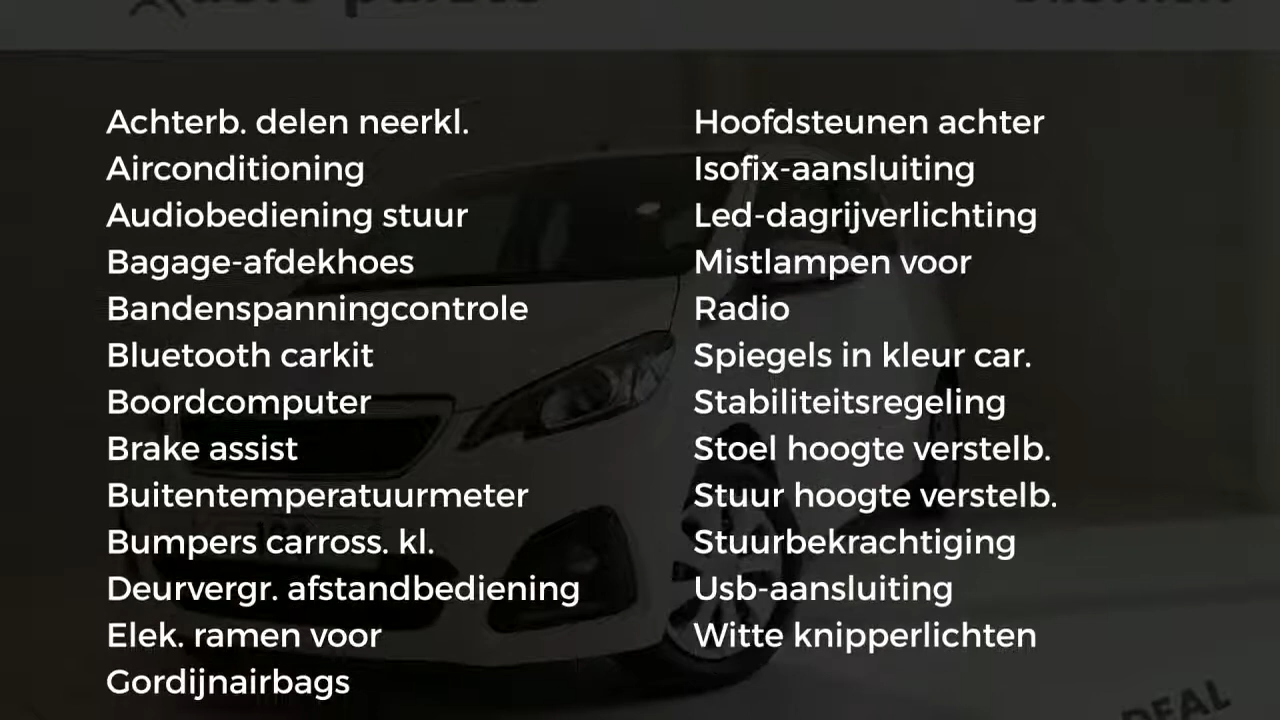 Achterb. delen neerkl.
Airconditioning
Audiobediening stuur
Bagage-afdekhoes
Bandenspanningcontrole
Bluetooth carkit
Boordcomputer
Brake assist
Buitentemperatuurmeter
Bumpers carross. kl.
Deurvergr. afstandbediening
Elek. ramen voor
Gordijnairbags
Hoofdsteunen achter
Isofix-aansluiting
Led-dagrijverlichting
Mistlampen voor
Radio
Spiegels in kleur car.
Stabiliteitsregeling
Stoel hoogte verstelb.
Stuur hoogte verstelb.
Stuurbekrachtiging
Usb-aansluiting
Witte knipperlichten